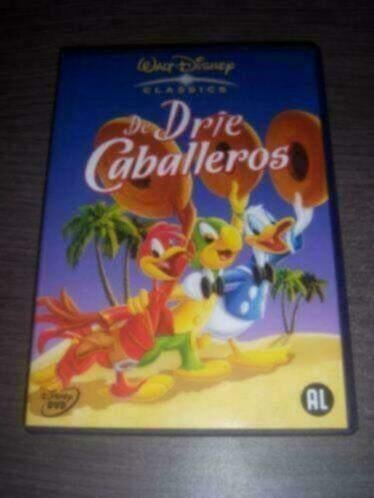 WALT DISNEY
CLASSICS
De Drie
Caballeros
Disney
DVD
AL